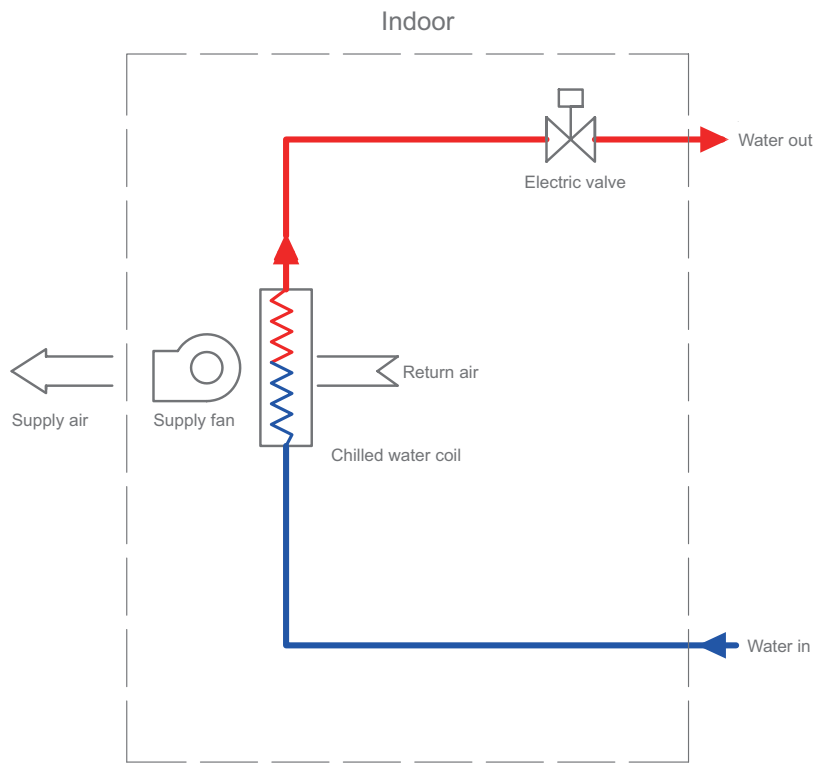 Indoor
Water out
Electric valve
Return air
Supply air
Supply fan
Chilled water coil
Water in